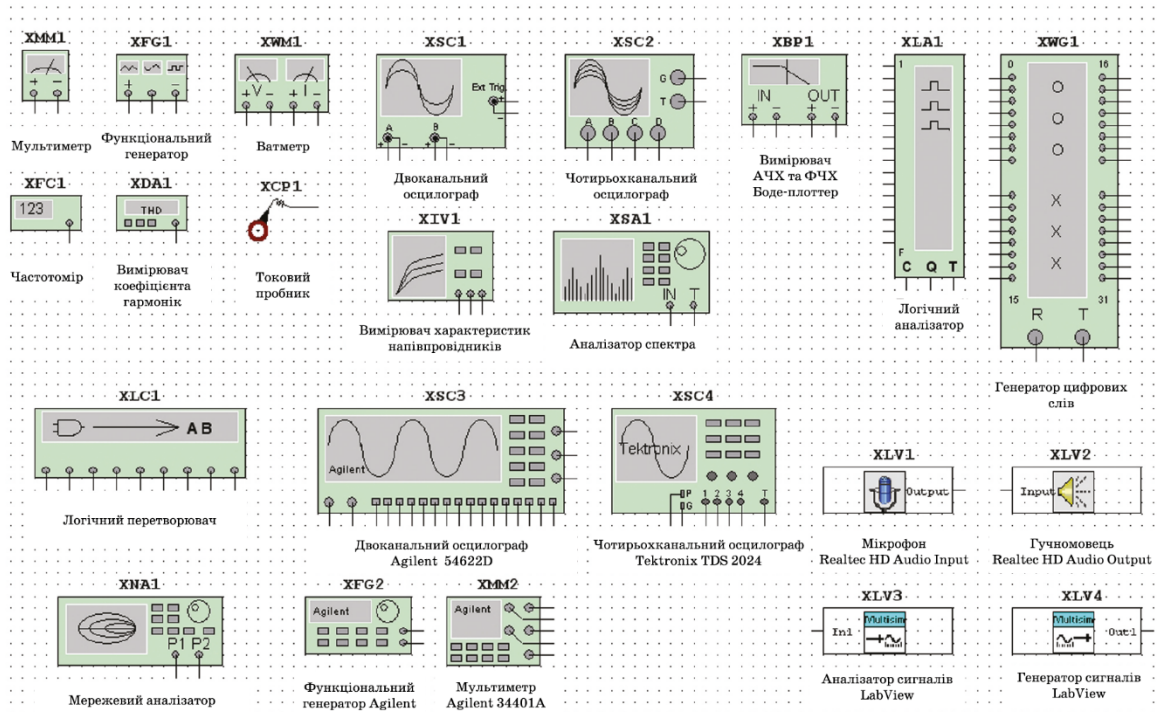 XMM1
+ -
Мультиметр
XFG1
+ -
Функціональний
генератор
XWM1
+ V - + I -
Ватметр
XSC1
Ext Trig
+
-
A B
+ - + -
Двоканальний
осцилограф
XSC2
G
T
A B C D
Чотирьохканальний
осцилограф
XBP1
IN OUT
+ - + -
Вимірювач
АЧХ та ФЧХ
Боде-плоттер
XLA1
1
F
C Q T
Логічний
аналізатор
XWG1
0 16
O
O
O
X
X
X
15 31
R T
Генератор цифрових
слів
XFC1
123
Частотомір
XDA1
THD
Вимірювач
коефіцієнта
гармонік
XCP1
Токовий
пробник
XIV1
Вимірювач характеристик
напівпровідників
XSA1
IN T
Аналізатор спектра
XLC1
A B
Логічний перетворювач
XSC3
Agilent
Двоканальний осцилограф
Agilent 54622D
XSC4
Tektronix
P
G
1 2 3 4 T
Чотирьохканальний осцилограф
Tektronix TDS 2024
XLV1
Output
Мікрофон
Realtec HD Audio Input
XLV2
Input
Гучномовець
Realtec HD Audio Output
XNA1
P1 P2
Мережевий аналізатор
XFG2
Agilent
Функціональний
генератор Agilent
XMM2
Agilent
Мультиметр
Agilent 34401A
XLV3
In1
Multisim
Аналізатор сигналів
LabView
XLV4
Multisim
Out1
Генератор сигналів
LabView